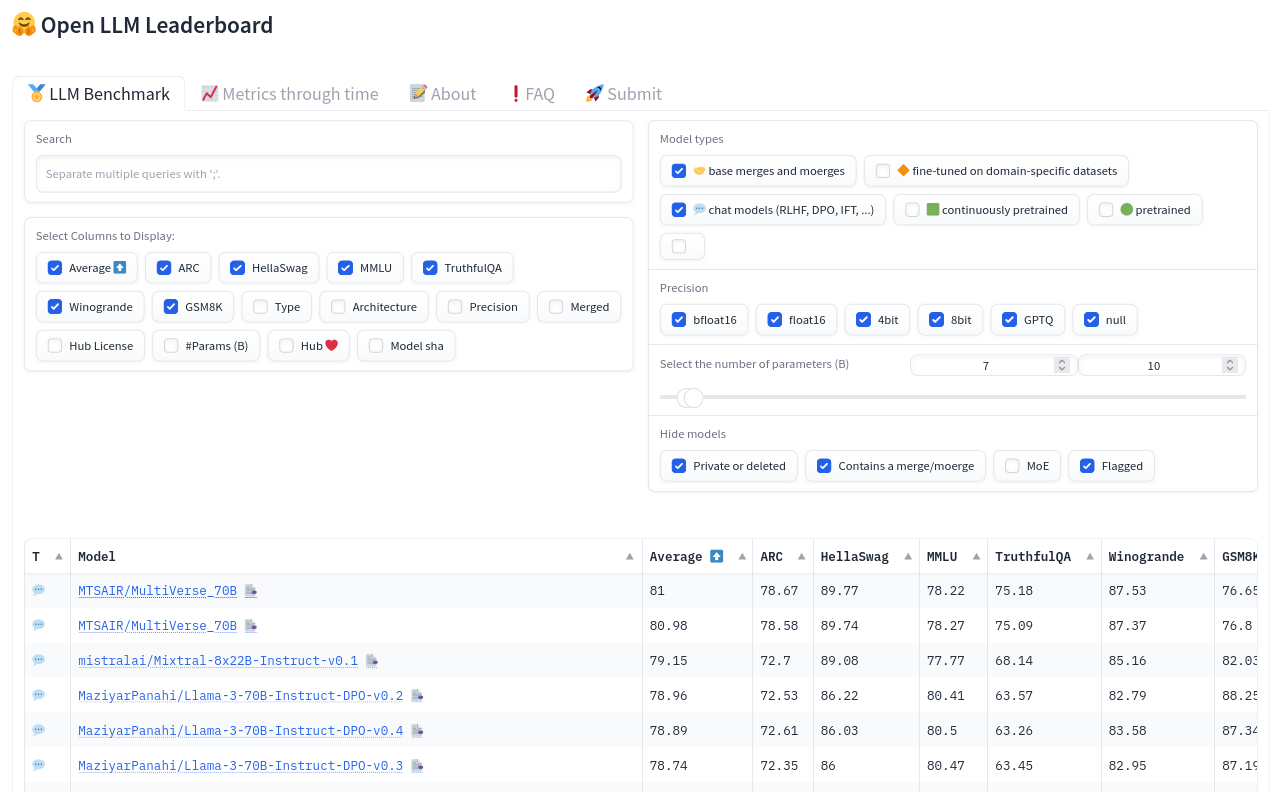 🤗 Open LLM Leaderboard
🏅 LLM Benchmark 📈 Metrics through time 📝 About ❗ FAQ 🚀 Submit
Search
Separate multiple queries with ';'.
Select Columns to Display:
Average ⬆️ ARC HellaSwag MMLU TruthfulQA
Winogrande GSM8K Type Architecture Precision Merged
Hub License #Params (B) Hub ❤️ Model sha
Model types
🤝 base merges and moerges 🔶 fine-tuned on domain-specific datasets
💬 chat models (RLHF, DPO, IFT, ...) 🟩 continuously pretrained 🟢 pretrained
Precision
bfloat16 float16 4bit 8bit GPTQ null
Select the number of parameters (B) 7 10
Hide models
Private or deleted Contains a merge/moerge MoE Flagged
T Model Average ⬆️ ARC HellaSwag MMLU TruthfulQA Winogrande GSM8K
💬 MTSAIR/MultiVerse_70B 📑 81 78.67 89.77 78.22 75.18 87.53 76.65
💬 MTSAIR/MultiVerse_70B 📑 80.98 78.58 89.74 78.27 75.09 87.37 76.8
💬 mistralai/Mixtral-8x22B-Instruct-v0.1 📑 79.15 72.7 89.08 77.77 68.14 85.16 82.03
💬 MaziyarPanahi/Llama-3-70B-Instruct-DPO-v0.2 📑 78.96 72.53 86.22 80.41 63.57 82.79 88.25
💬 MaziyarPanahi/Llama-3-70B-Instruct-DPO-v0.4 📑 78.89 72.61 86.03 80.5 63.26 83.58 87.34
💬 MaziyarPanahi/Llama-3-70B-Instruct-DPO-v0.3 📑 78.74 72.35 86 80.47 63.45 82.95 87.19